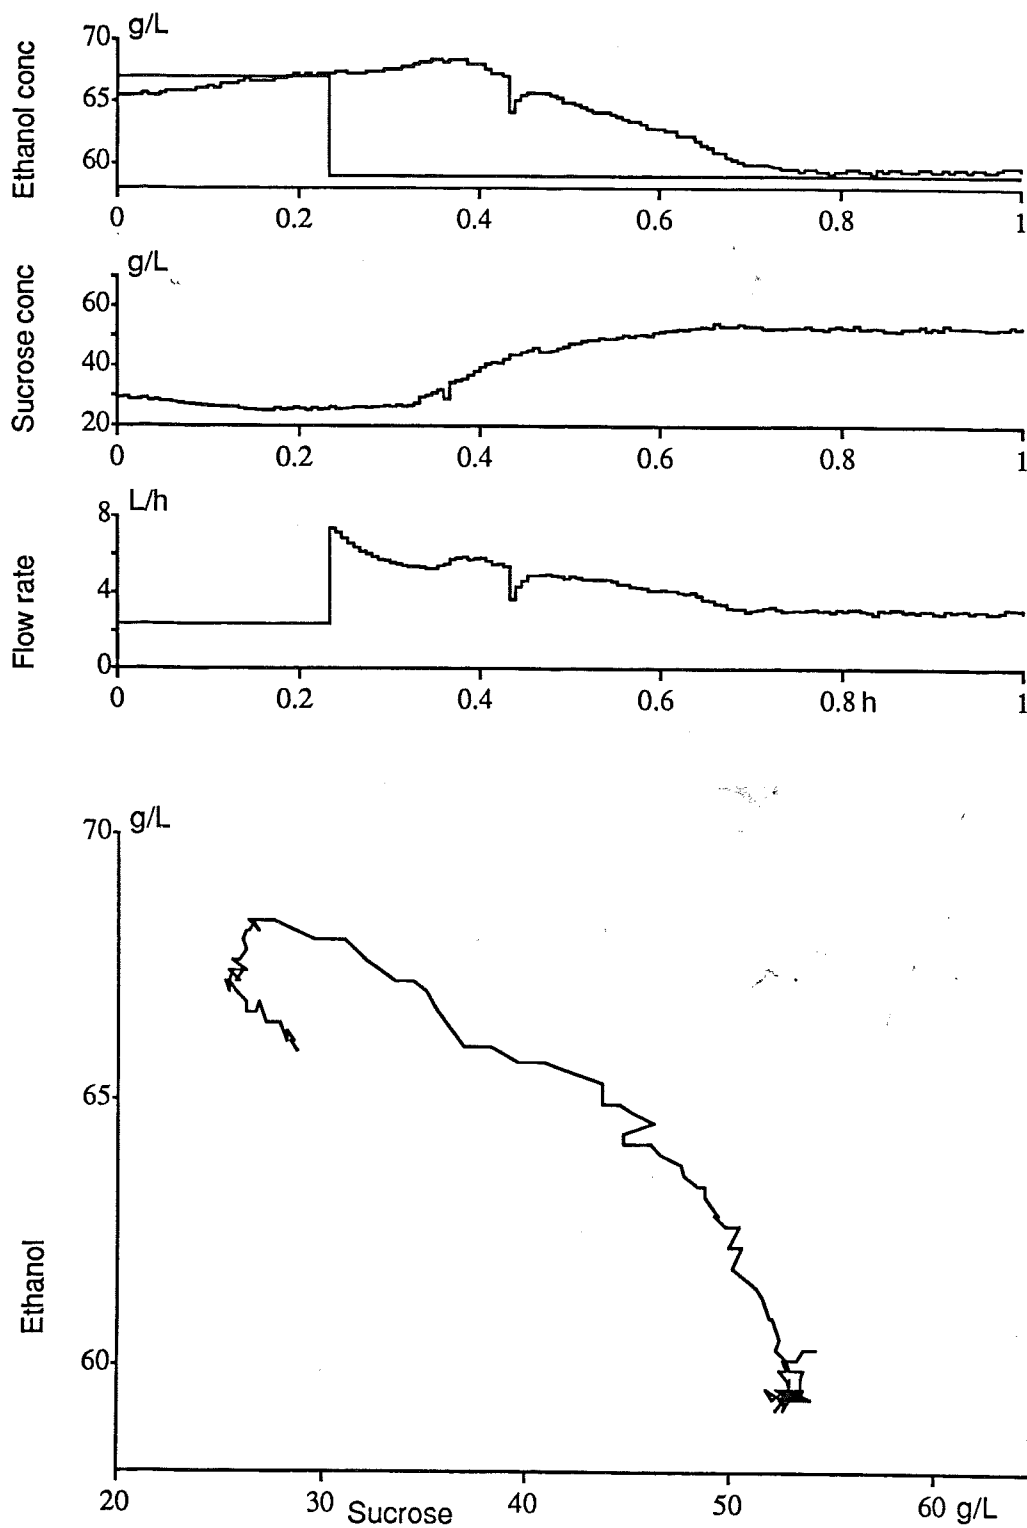 g/L
Ethanol conc
70
65
60
0 0.2 0.4 0.6 0.8 1
g/L
Sucrose conc
60
40
20
0 0.2 0.4 0.6 0.8 1
L/h
Flow rate
8
4
0
0 0.2 0.4 0.6 0.8 h 1
g/L
70
65
60
Ethanol
20 30 40 50 60 g/L
Sucrose